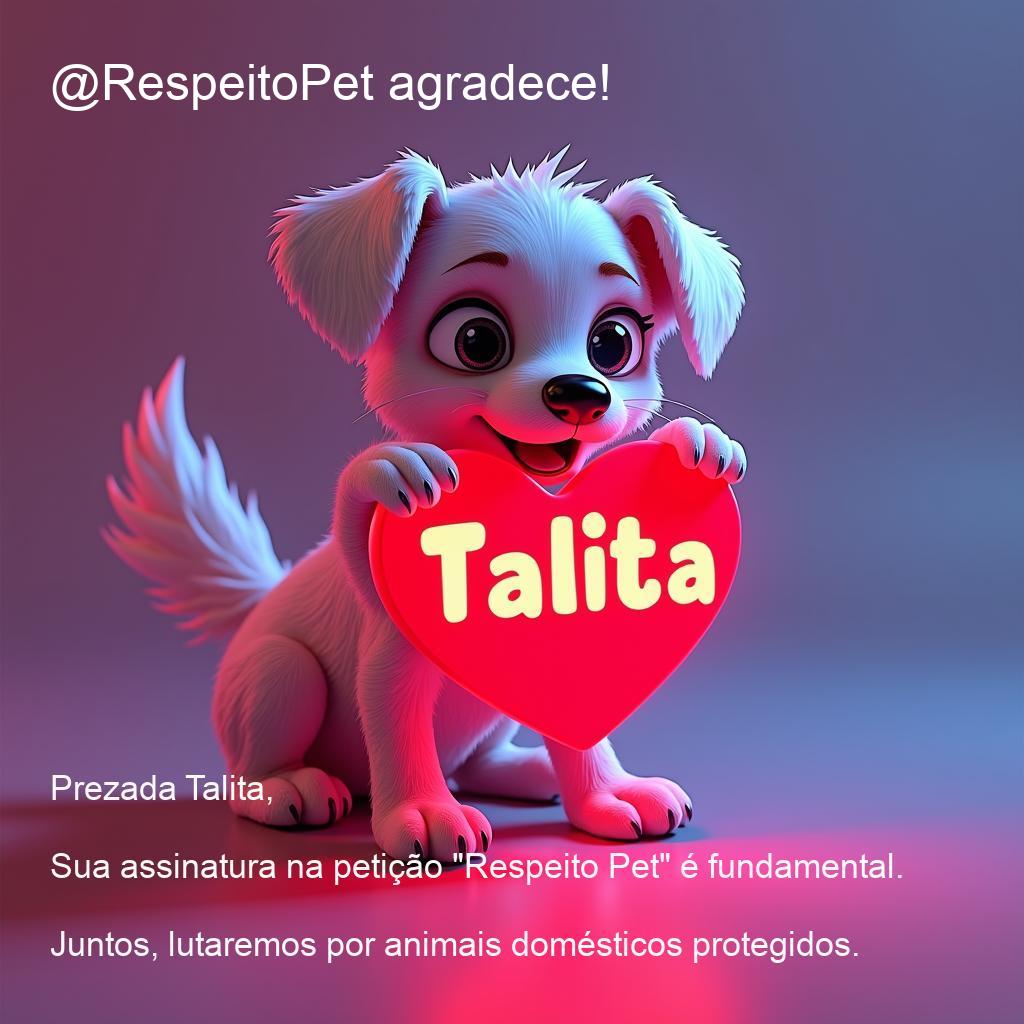 @RespeitoPet agradece!
Talita
Prezada Talita,
Sua assinatura na petição "Respeito Pet" é fundamental.
Juntos, lutaremos por animais domésticos protegidos.